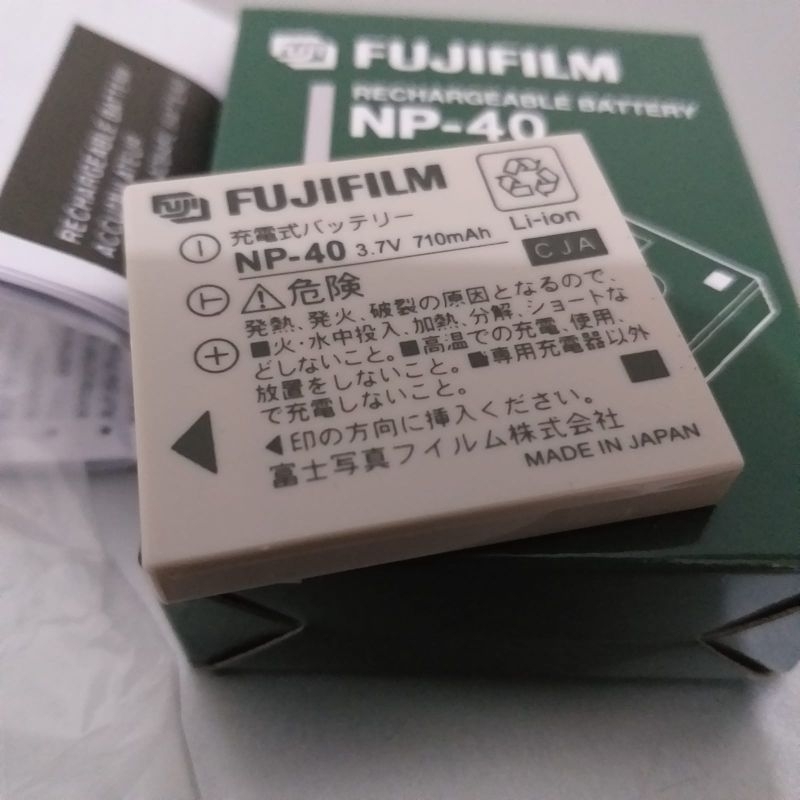 FUJIFILM
RECHARGEABLE BATTERY
NP-40
RECHARGEABLE BATTERY
FUJI FUJIFILM
充電式バッテリー
Li-ion
NP-40 3.7V 710mAh
CJA
⚠危険
発熱、発火、破裂の原因となるので、
■火・水中投入、加熱、分解、ショートな
どしないこと。■高温での充電、使用、
放置をしないこと。■専用充電器以外
で充電しないこと。
◀印の方向に挿入ください。
富士写真フイルム株式会社
MADE IN JAPAN